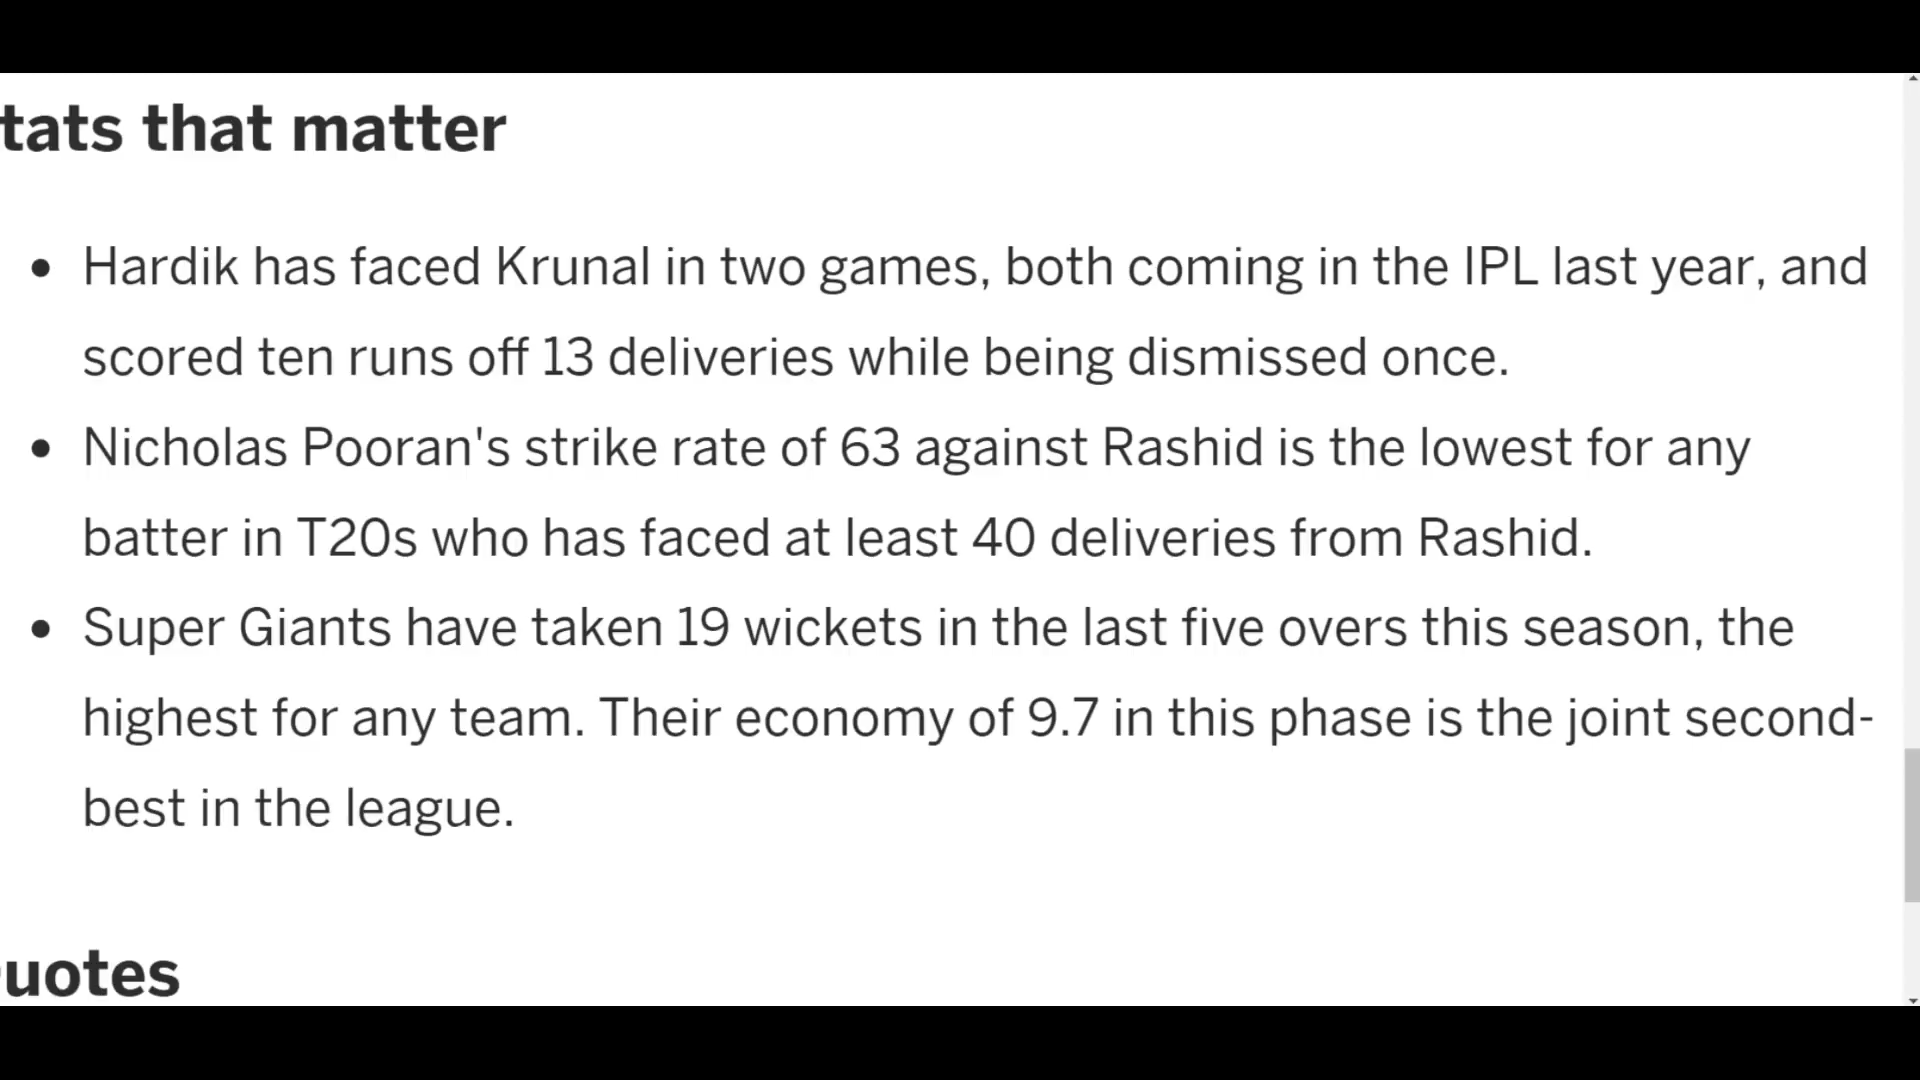 tats that matter
• Hardik has faced Krunal in two games, both coming in the IPL last year, and
scored ten runs off 13 deliveries while being dismissed once.
• Nicholas Pooran's strike rate of 63 against Rashid is the lowest for any
batter in T20s who has faced at least 40 deliveries from Rashid.
• Super Giants have taken 19 wickets in the last five overs this season, the
highest for any team. Their economy of 9.7 in this phase is the joint second-
best in the league.
uotes